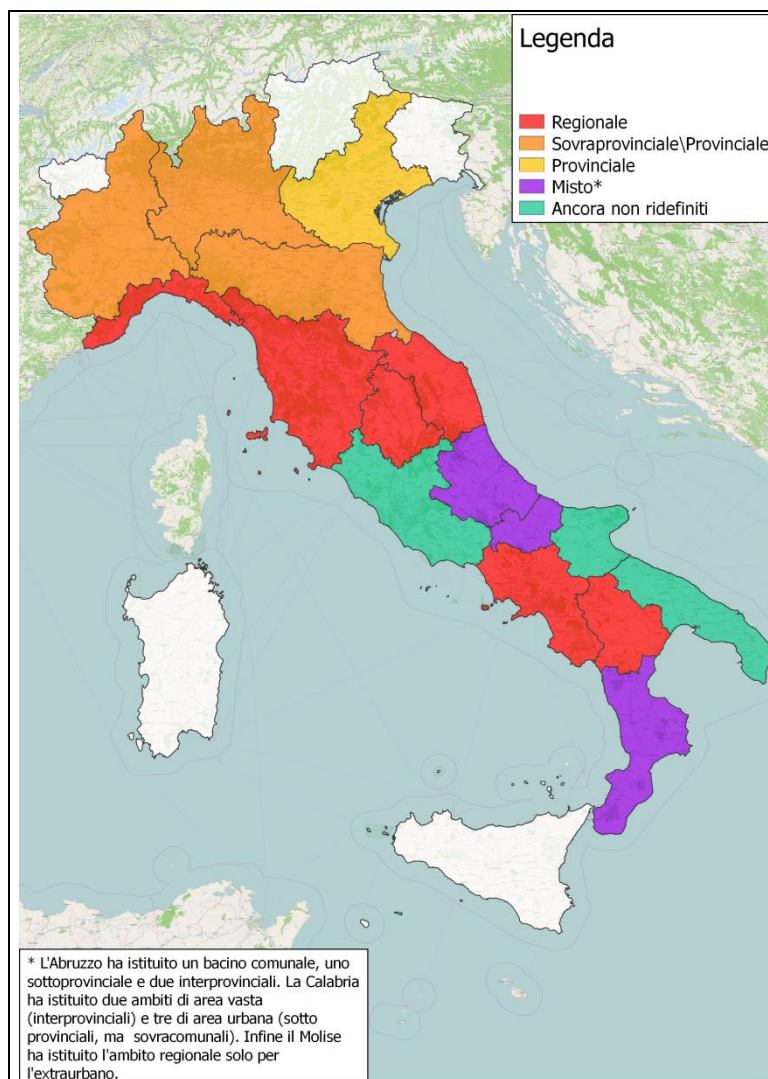 Legenda
Regionale
Sovraprovinciale\Provinciale
Provinciale
Misto*
Ancora non ridefiniti
* L'Abruzzo ha istituito un bacino comunale, uno
sottoprovinciale e due interprovinciali. La Calabria
ha istituito due ambiti di area vasta
(interprovinciali) e tre di area urbana (sotto
provinciali, ma sovracomunali). Infine il Molise
ha istituito l'ambito regionale solo per
l'extraurbano.